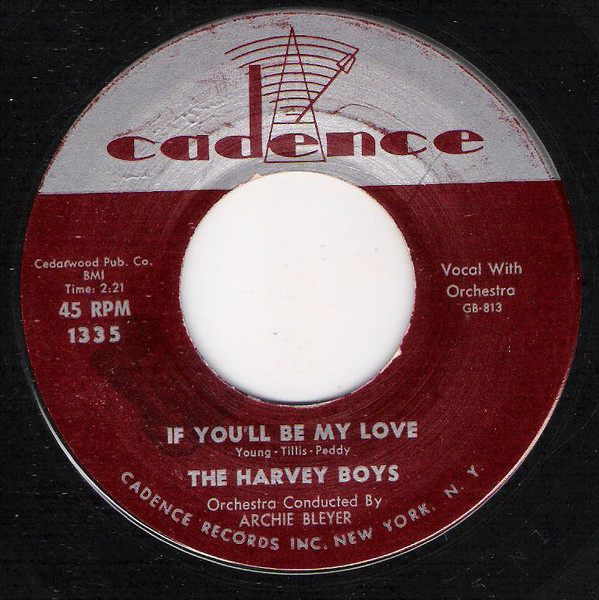 cadence
Cedarwood Pub. Co.
BMI
Time: 2:21
45 RPM
1335
Vocal With
Orchestra
GB-813
IF YOU'LL BE MY LOVE
Young - Tillis - Peddy
THE HARVEY BOYS
Orchestra Conducted By
ARCHIE BLEYER
CADENCE RECORDS INC. NEW YORK, N. Y.